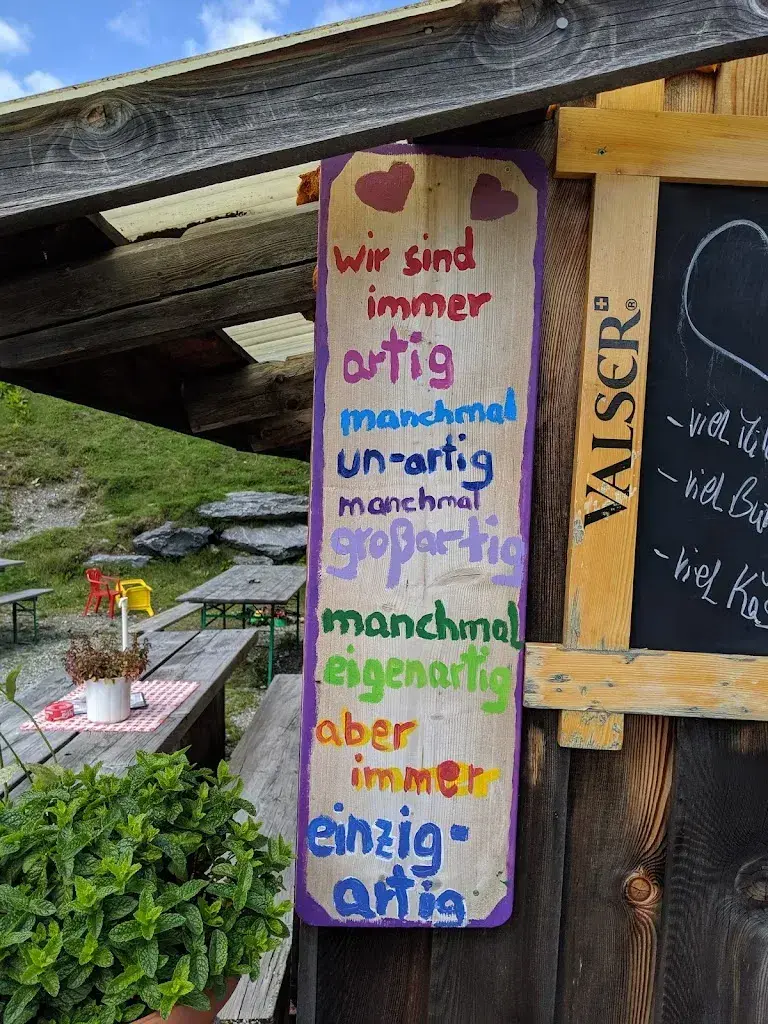 wir sind
immer
artig
manchmal
un-artig
manchmal
großartig
manchmal
eigenartig
aber
immer
einzig-
artig
VALSER®
- viel
- viel
- viel